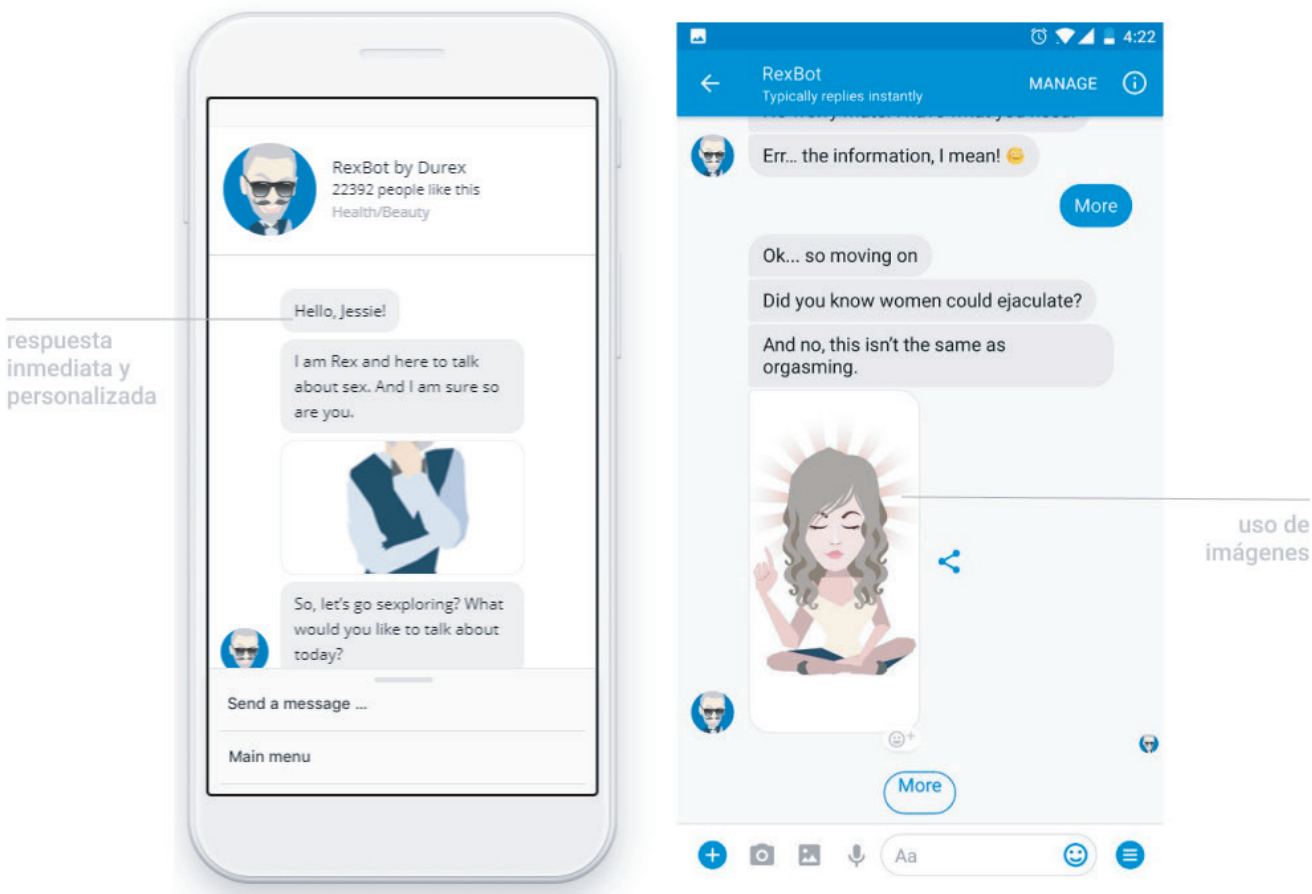 RexBot by Durex
22392 people like this
Health/Beauty
Hello, Jessie!
I am Rex and here to talk
about sex. And I am sure so
are you.
So, let's go sexploring? What
would you like to talk about
today?
Send a message ...
Main menu
respuesta
inmediata y
personalizada
4:22
RexBot
Typically replies instantly
MANAGE
Err... the information, I mean!
More
Ok... so moving on
Did you know women could ejaculate?
And no, this isn't the same as
orgasming.
More
Aa
uso de
imágenes